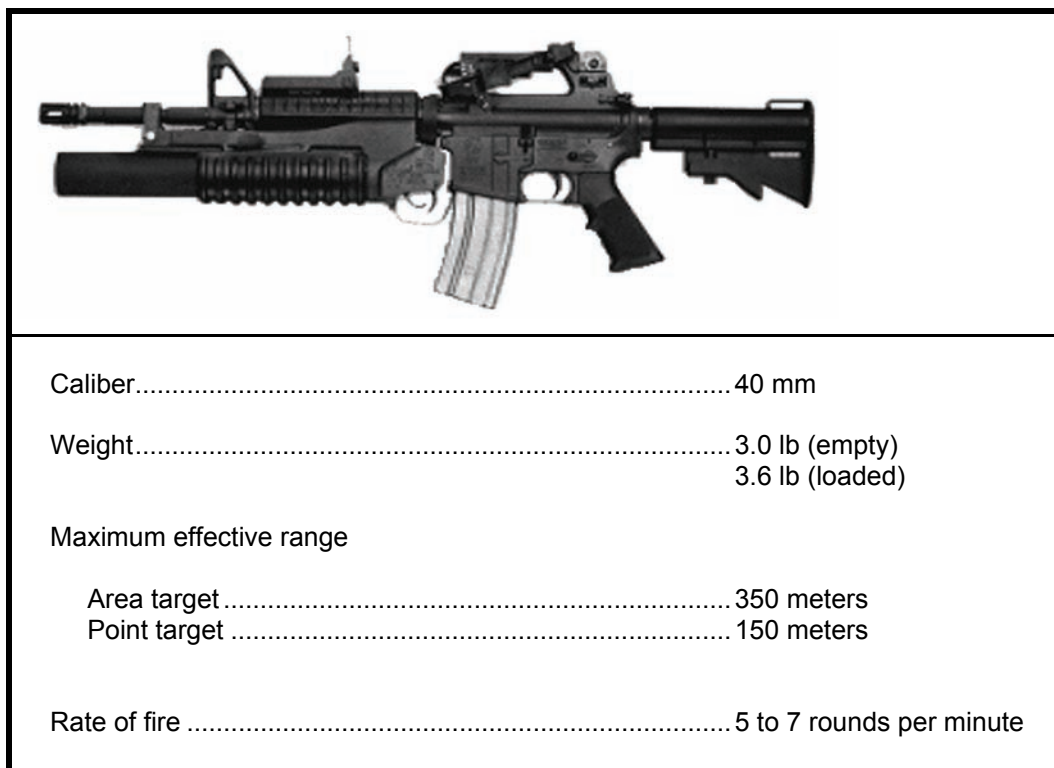 Caliber.................................................................................40 mm
Weight.................................................................................3.0 lb (empty)
3.6 lb (loaded)
Maximum effective range
Area target.....................................................................350 meters
Point target ....................................................................150 meters
Rate of fire ..........................................................................5 to 7 rounds per minute